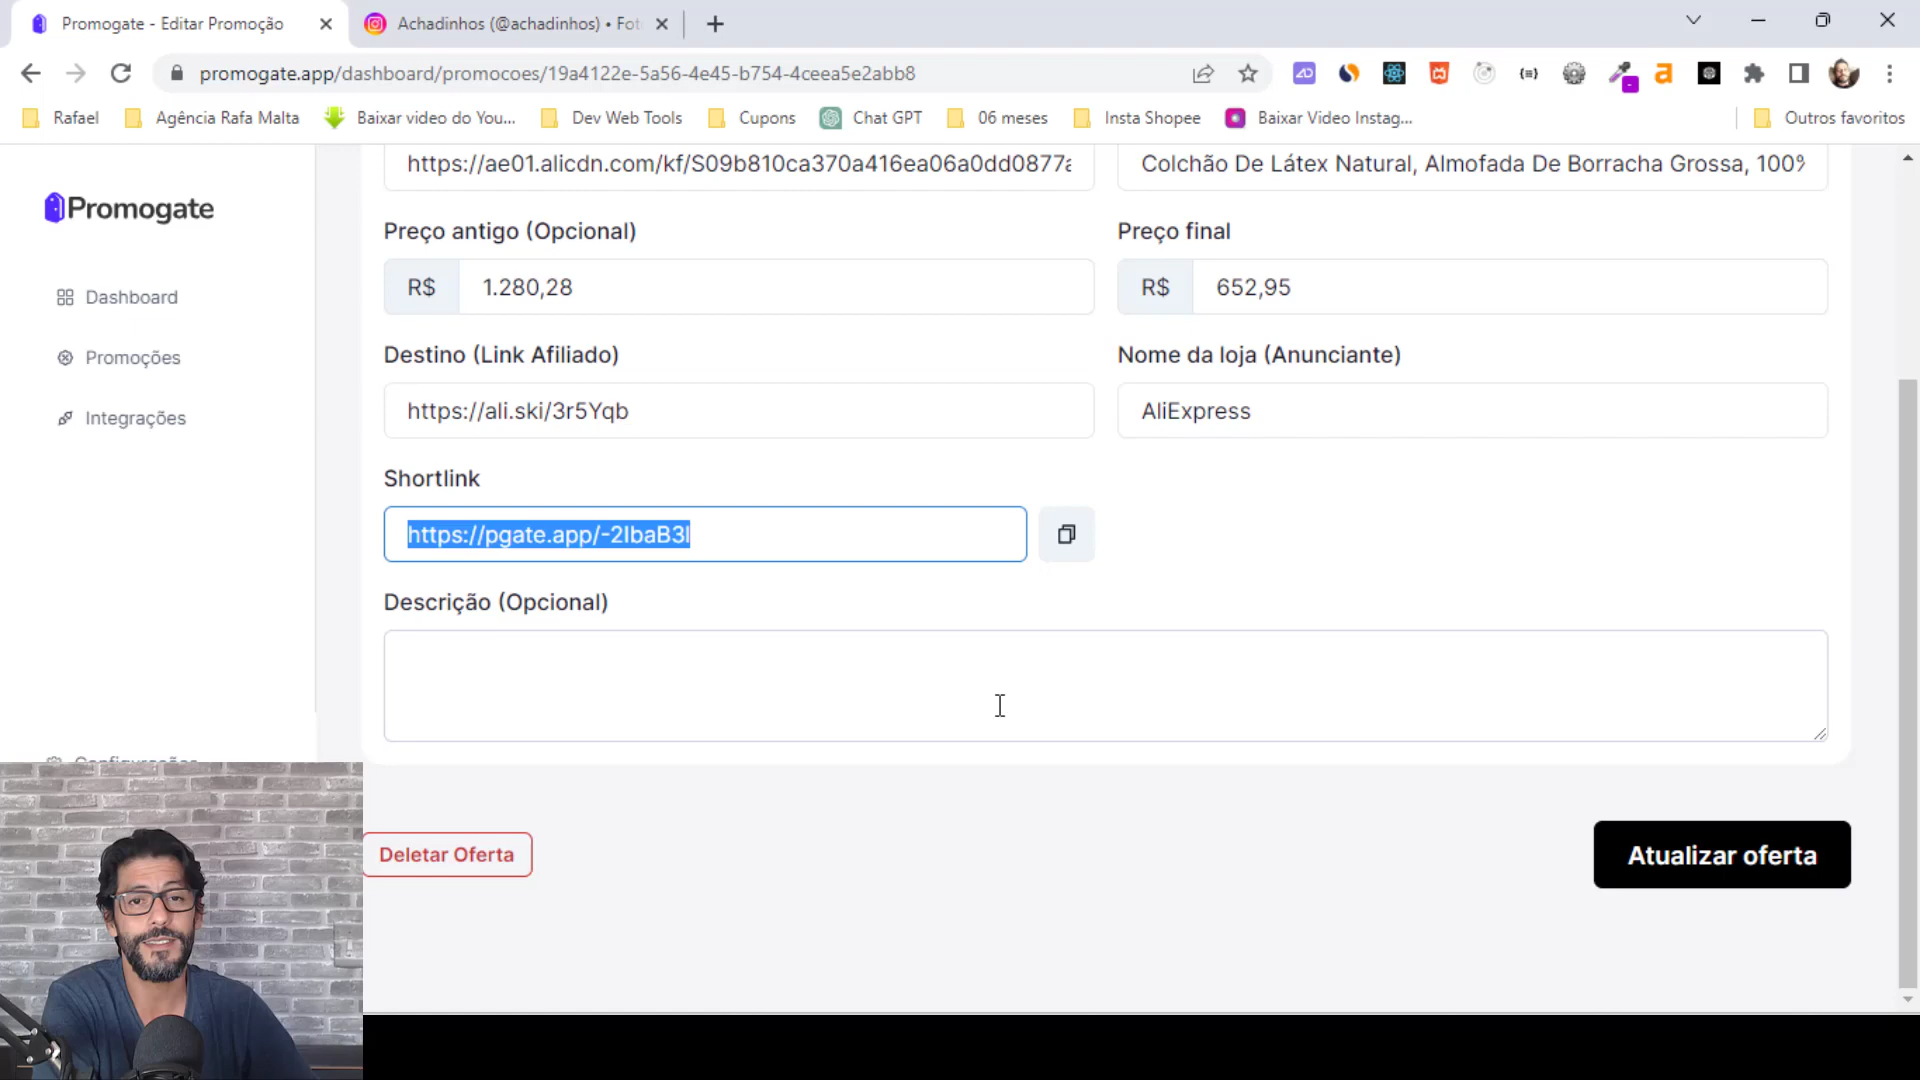 Promogate - Editar Promoção
Achadinhos (@achadinhos) • Fot
promogate.app/dashboard/promocoes/19a4122e-5a56-4e45-b754-4ceea5e2abb8
Rafael
Agência Rafa Malta
Baixar video do You...
Dev Web Tools
Cupons
Chat GPT
06 meses
Insta Shopee
Baixar Video Instag...
Outros favoritos
Promogate
Dashboard
Promoções
Integrações
Configurações
https://ae01.alicdn.com/kf/S09b810ca370a416ea06a0dd0877a
Colchão De Látex Natural, Almofada De Borracha Grossa, 100%
Preço antigo (Opcional)
Preço final
R$ 1.280,28
R$ 652,95
Destino (Link Afiliado)
Nome da loja (Anunciante)
https://ali.ski/3r5Yqb
AliExpress
Shortlink
https://pgate.app/-2IbaB3l
Descrição (Opcional)
Deletar Oferta
Atualizar oferta